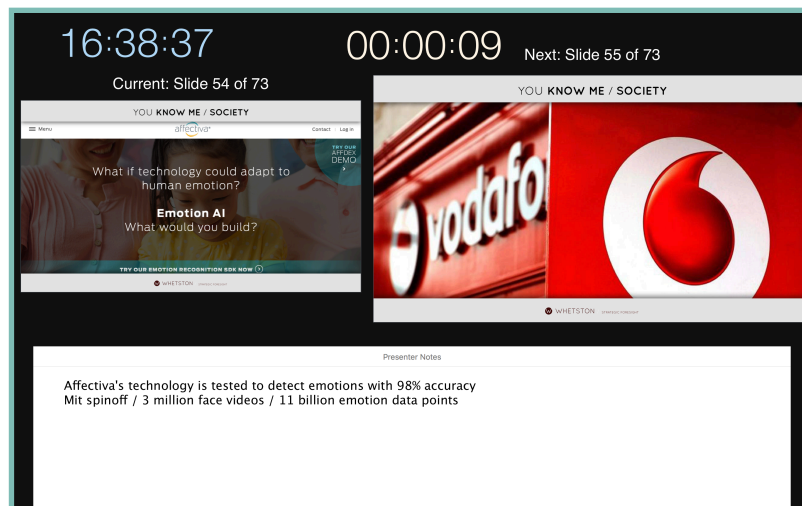 16:38:37
00:00:09
Next: Slide 55 of 73
Current: Slide 54 of 73
YOU KNOW ME / SOCIETY
Menu
affectiva
Contact
Log in
TRY OUR
AFFDEX
DEMO
What if technology could adapt to
human emotion?
Emotion AI
What would you build?
TRY OUR EMOTION RECOGNITION SDK NOW
WHETSTON STRATEGIC FORESIGHT
YOU KNOW ME / SOCIETY
vodafo
WHETSTON STRATEGIC FORESIGHT
Presenter Notes
Affectiva's technology is tested to detect emotions with 98% accuracy
Mit spinoff / 3 million face videos / 11 billion emotion data points